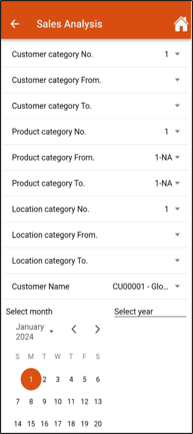 Sales Analysis
Customer category No. 1
Customer category From.
Customer category To.
Product category No. 1
Product category From. 1-NA
Product category To. 1-NA
Location category No. 1
Location category From.
Location category To.
Customer Name CU00001 - Glo...
Select month Select year
January
2024
S M T W T F S
1 2 3 4 5 6
7 8 9 10 11 12 13
14 15 16 17 18 19 20